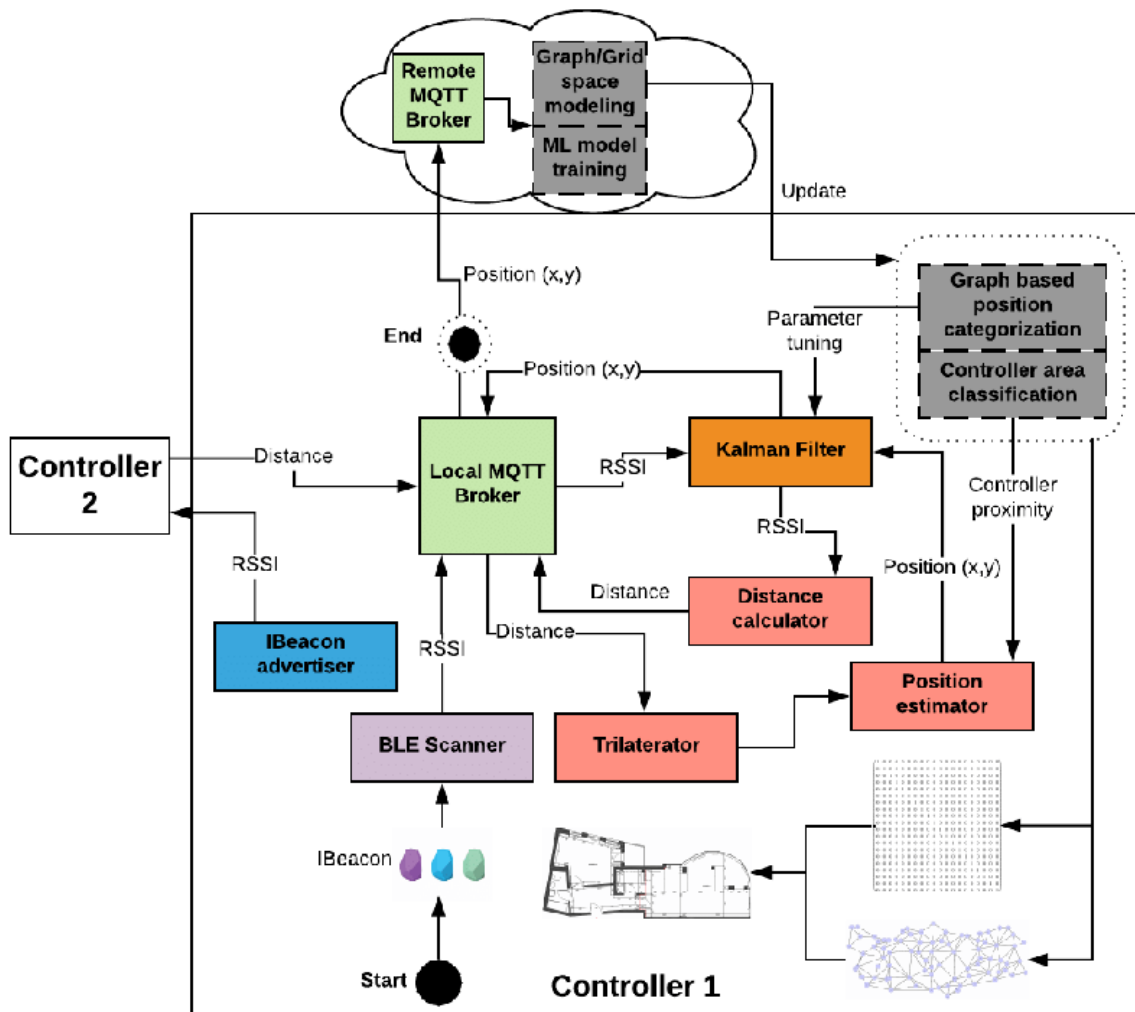 Remote
MQTT
Broker
Graph/Grid
space
modeling
ML model
training
Update
Position (x,y)
End
Position (x,y)
Parameter
tuning
Graph based
position
categorization
Controller area
classification
Controller
2
Distance
Local MQTT
Broker
RSSI
Kalman Filter
Controller
proximity
RSSI
RSSI
Position (x,y)
Distance
Distance
calculator
IBeacon
advertiser
RSSI
Distance
Position
estimator
BLE Scanner
Trilaterator
IBeacon
Start
Controller 1